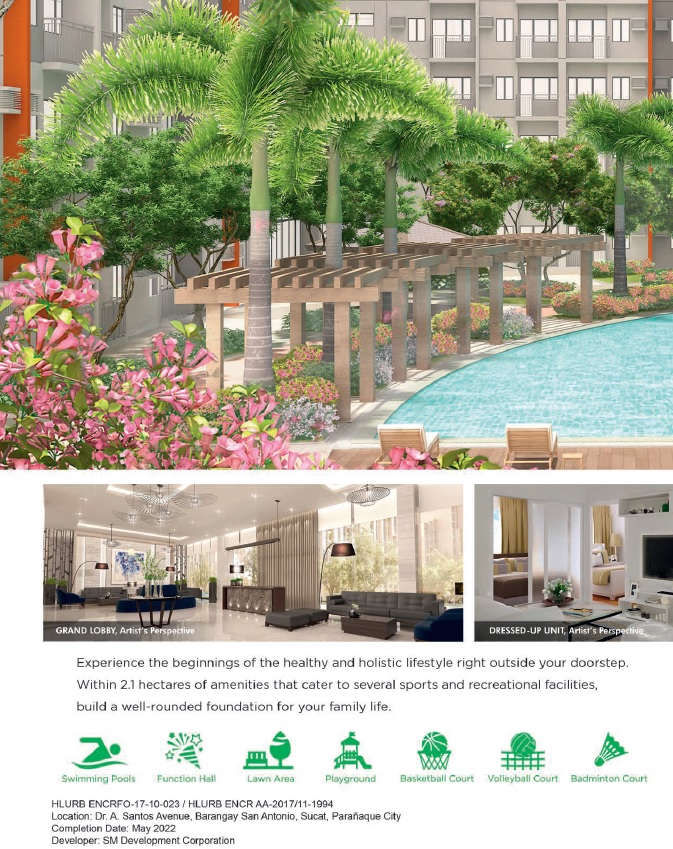 GRAND LOBBY, Artist's Perspective
DRESSED-UP UNIT, Artist's Perspective
Experience the beginnings of the healthy and holistic lifestyle right outside your doorstep.
Within 2.1 hectares of amenities that cater to several sports and recreational facilities,
build a well-rounded foundation for your family life.
Swimming Pools
Function Hall
Lawn Area
Playground
Basketball Court
Volleyball Court
Badminton Court
HLURB ENCRFO-17-10-023 / HLURB ENCR AA-2017/11-1994
Location: Dr. A. Santos Avenue, Barangay San Antonio, Sucat, Parañaque City
Completion Date: May 2022
Developer: SM Development Corporation